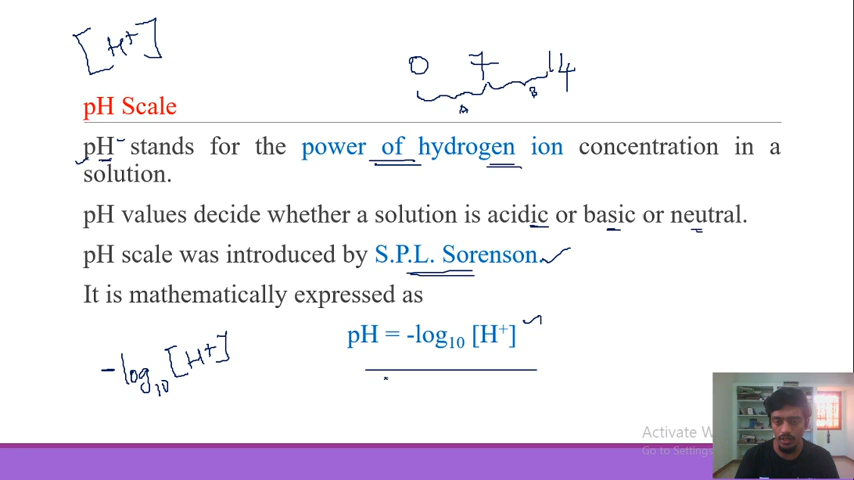 [H+]
0 7 14
A B
pH Scale
pH stands for the power of hydrogen ion concentration in a
solution.
pH values decide whether a solution is acidic or basic or neutral.
pH scale was introduced by S.P.L. Sorenson.
It is mathematically expressed as
pH = -log₁₀ [H⁺]
-log₁₀ [H+]
Activate W
Go to Settings